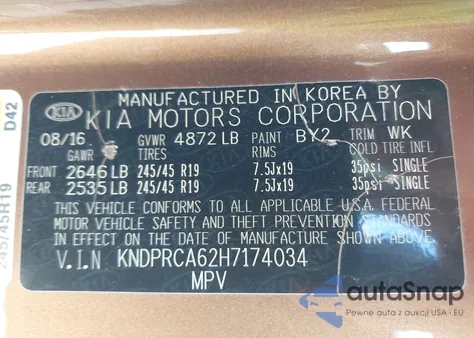 MANUFACTURED IN KOREA BY
KIA KIA MOTORS CORPORATION
08/16 GVWR 4872 LB PAINT BY2 TRIM WK
GAWR TIRES RIMS COLD TIRE INFL
FRONT 2646 LB 245/45 R19 7.5Jx19 35psi SINGLE
REAR 2535 LB 245/45 R19 7.5Jx19 35psi SINGLE
THIS VEHICLE CONFORMS TO ALL APPLICABLE U.S.A. FEDERAL
MOTOR VEHICLE SAFETY AND THEFT PREVENTION STANDARDS
IN EFFECT ON THE DATE OF MANUFACTURE SHOWN ABOVE.
V.I.N KNDPRCA62H7174034
MPV
D42
245/45R19
autoSnap
Pewne auta z aukcji USA - EU